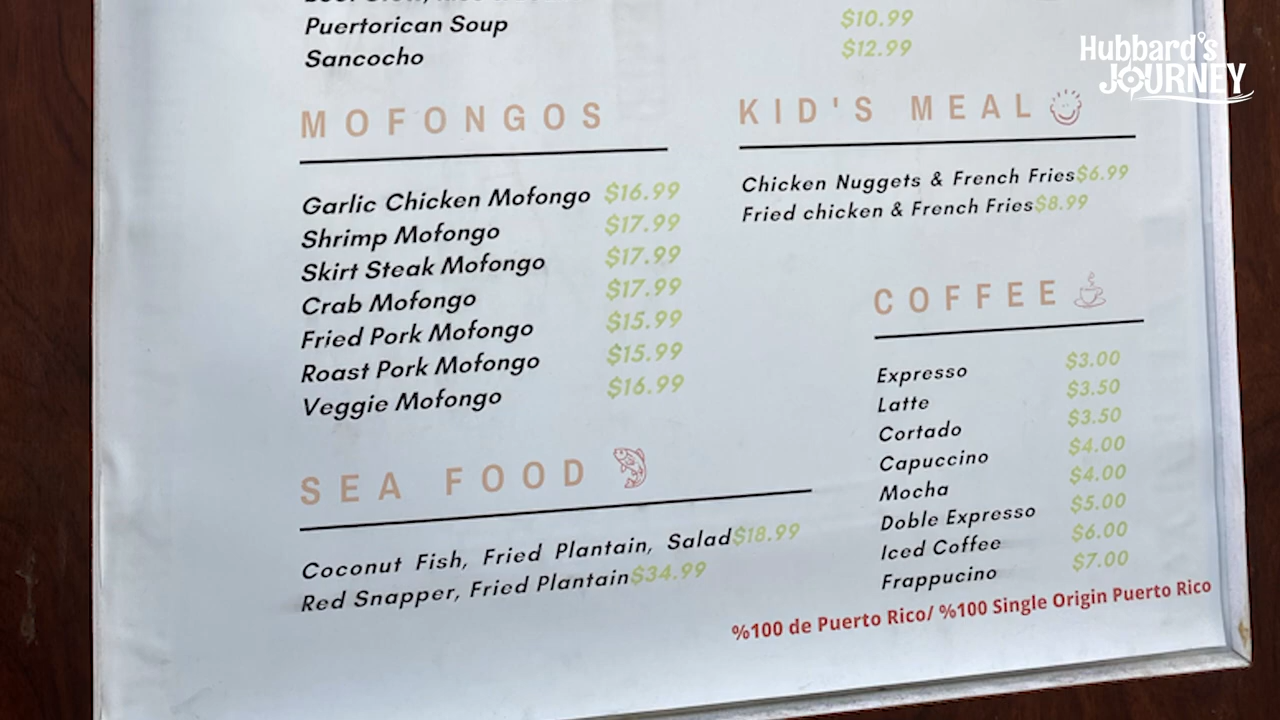 Puertorican Soup $10.99
Sancocho $12.99
Hubbard's
JOURNEY
MOFONGOS
Garlic Chicken Mofongo $16.99
Shrimp Mofongo $17.99
Skirt Steak Mofongo $17.99
Crab Mofongo $17.99
Fried Pork Mofongo $15.99
Roast Pork Mofongo $15.99
Veggie Mofongo $16.99
SEA FOOD
Coconut Fish, Fried Plantain, Salad$18.99
Red Snapper, Fried Plantain$34.99
KID'S MEAL
Chicken Nuggets & French Fries$6.99
Fried chicken & French Fries$8.99
COFFEE
Expresso $3.00
Latte $3.50
Cortado $3.50
Capuccino $4.00
Mocha $4.00
Doble Expresso $5.00
Iced Coffee $6.00
Frappucino $7.00
%100 de Puerto Rico/ %100 Single Origin Puerto Rico